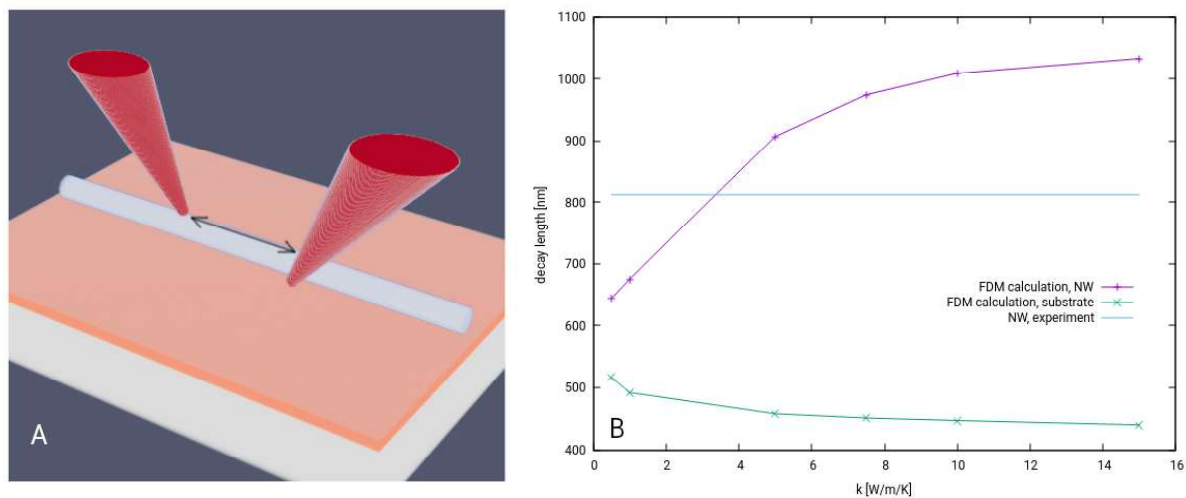 A
B
1100
1000
900
800
700
600
500
400
decay length [nm]
FDM calculation, NW
FDM calculation, substrate
NW, experiment
0 2 4 6 8 10 12 14 16
k [W/m/K]